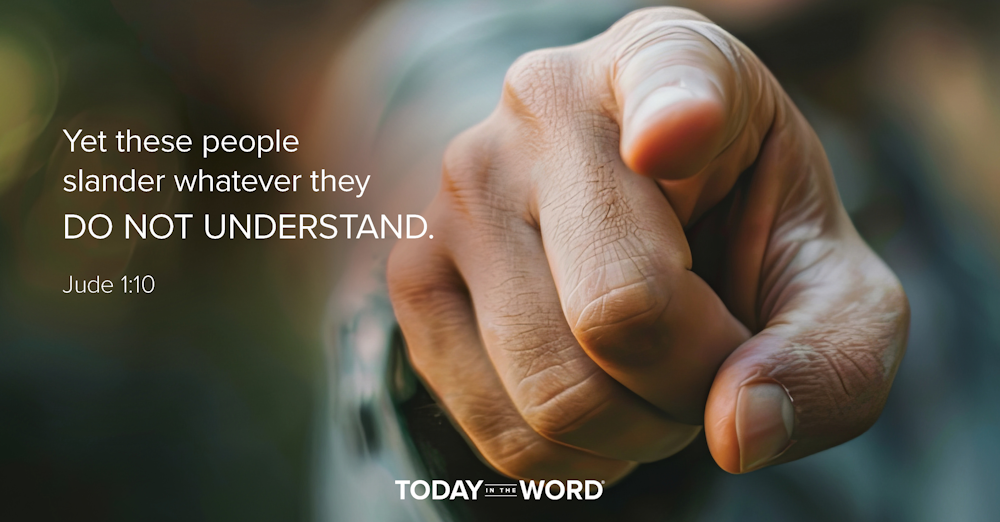 Yet these people
slander whatever they
DO NOT UNDERSTAND.
Jude 1:10
TODAY IN THE WORD®